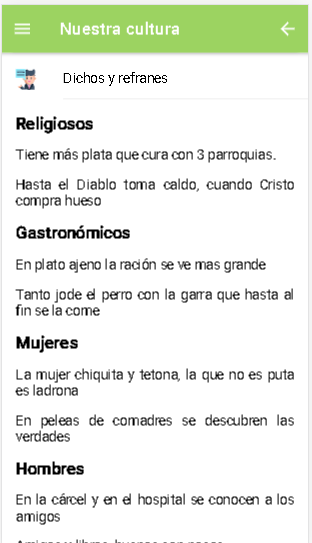 Nuestra cultura
Dichos y refranes
Religiosos
Tiene más plata que cura con 3 parroquias.
Hasta el Diablo toma caldo, cuando Cristo
compra hueso
Gastronómicos
En plato ajeno la ración se ve mas grande
Tanto jode el perro con la garra que hasta al
fin se la come
Mujeres
La mujer chiquita y tetona, la que no es puta
es ladrona
En peleas de comadres se descubren las
verdades
Hombres
En la cárcel y en el hospital se conocen a los
amigos